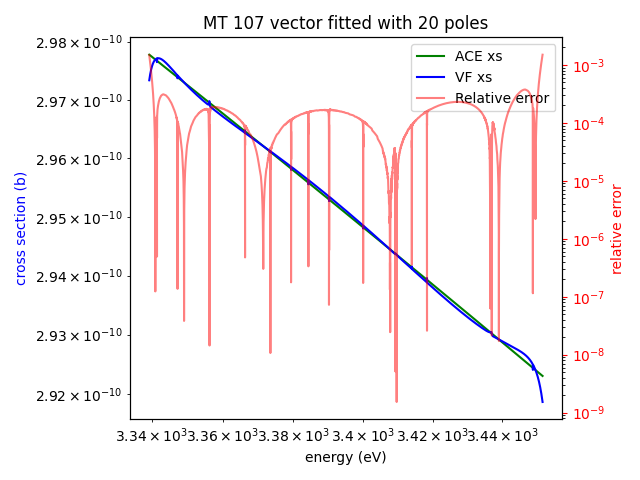 MT 107 vector fitted with 20 poles
ACE xs
VF xs
Relative error
cross section (b)
2.98 × 10⁻¹⁰
2.97 × 10⁻¹⁰
2.96 × 10⁻¹⁰
2.95 × 10⁻¹⁰
2.94 × 10⁻¹⁰
2.93 × 10⁻¹⁰
2.92 × 10⁻¹⁰
10⁻³
10⁻⁴
10⁻⁵
10⁻⁶
10⁻⁷
10⁻⁸
10⁻⁹
relative error
3.34 × 10³ 3.36 × 10³ 3.38 × 10³ 3.4 × 10³ 3.42 × 10³ 3.44 × 10³
energy (eV)